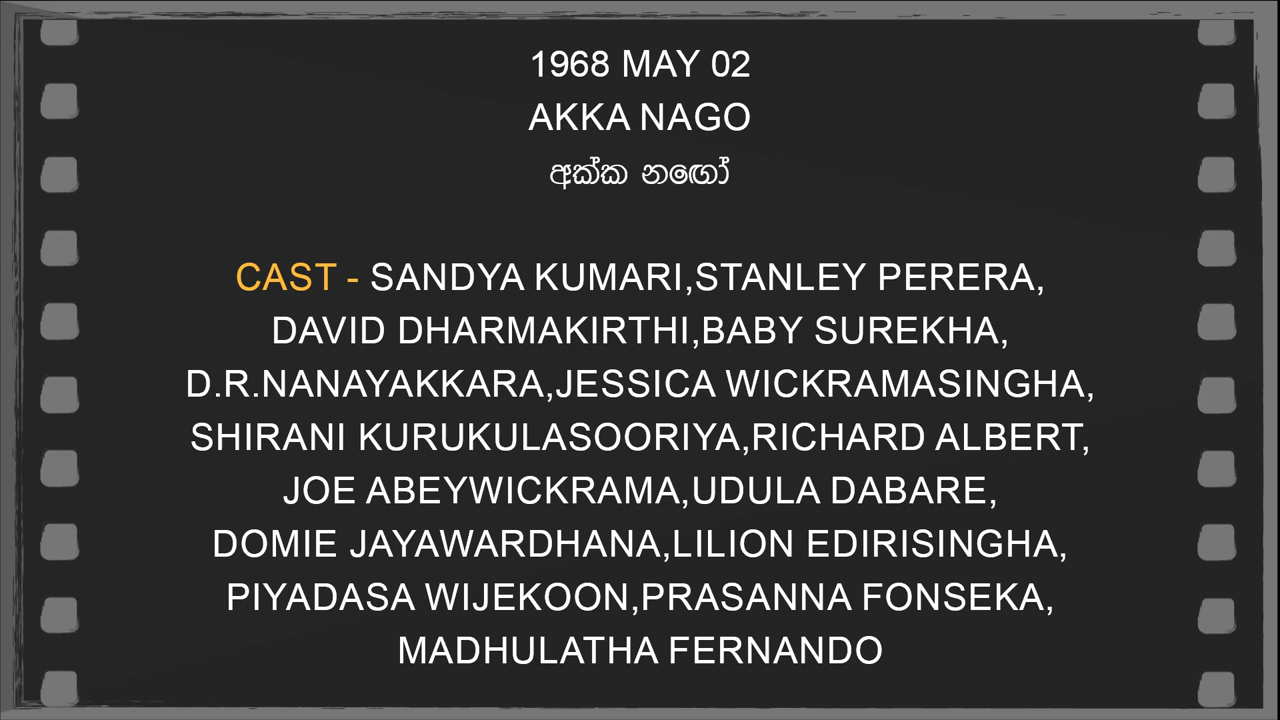 1968 MAY 02
AKKA NAGO
අක්ක නඟෝ
CAST - SANDYA KUMARI,STANLEY PERERA,
DAVID DHARMAKIRTHI,BABY SUREKHA,
D.R.NANAYAKKARA,JESSICA WICKRAMASINGHA,
SHIRANI KURUKULASOORIYA,RICHARD ALBERT,
JOE ABEYWICKRAMA,UDULA DABARE,
DOMIE JAYAWARDHANA,LILION EDIRISINGHA,
PIYADASA WIJEKOON,PRASANNA FONSEKA,
MADHULATHA FERNANDO